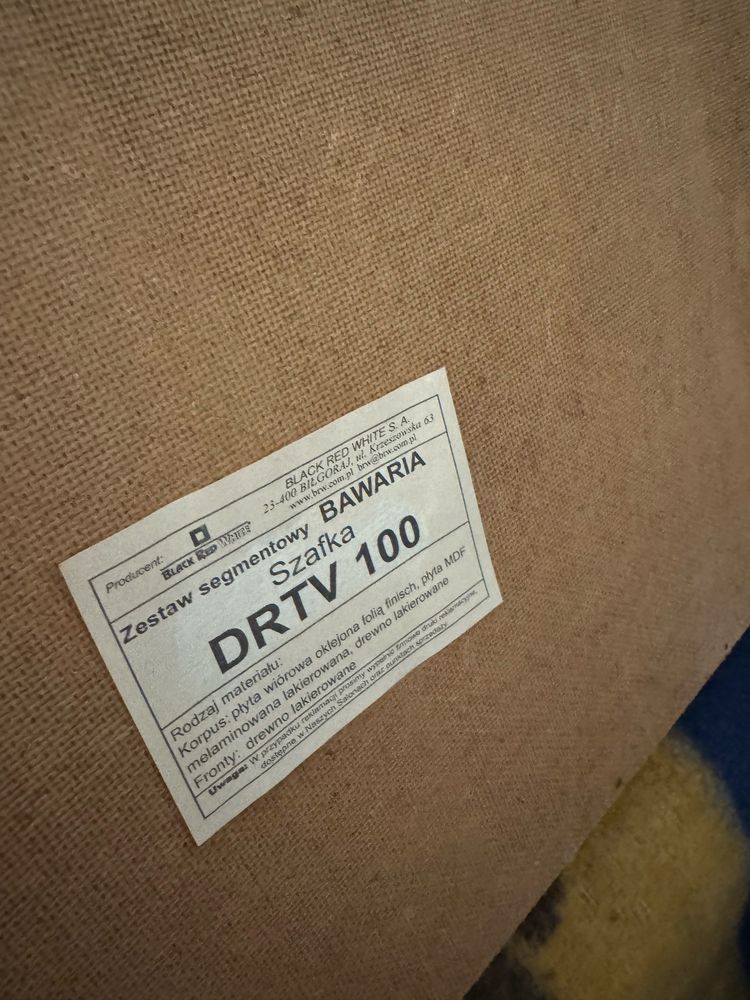 Producent:
BLACK RED WHITE
BLACK RED WHITE S. A.
23-400 BIŁGORAJ, ul. Krzeszowska 63
www.brw.com.pl brw@brw.com.pl
Zestaw segmentowy BAWARIA
Szafka
DRTV 100
Rodzaj materiału:
Korpus: płyta wiórowa oklejona folią finisch, płyta MDF
melaminowana lakierowana, drewno lakierowane
Fronty: drewno lakierowane
Uwaga: W przypadku reklamacji prosimy wypełnić firmowe druki reklamacyjne,
dostępne w Naszych Salonach oraz punktach sprzedaży.